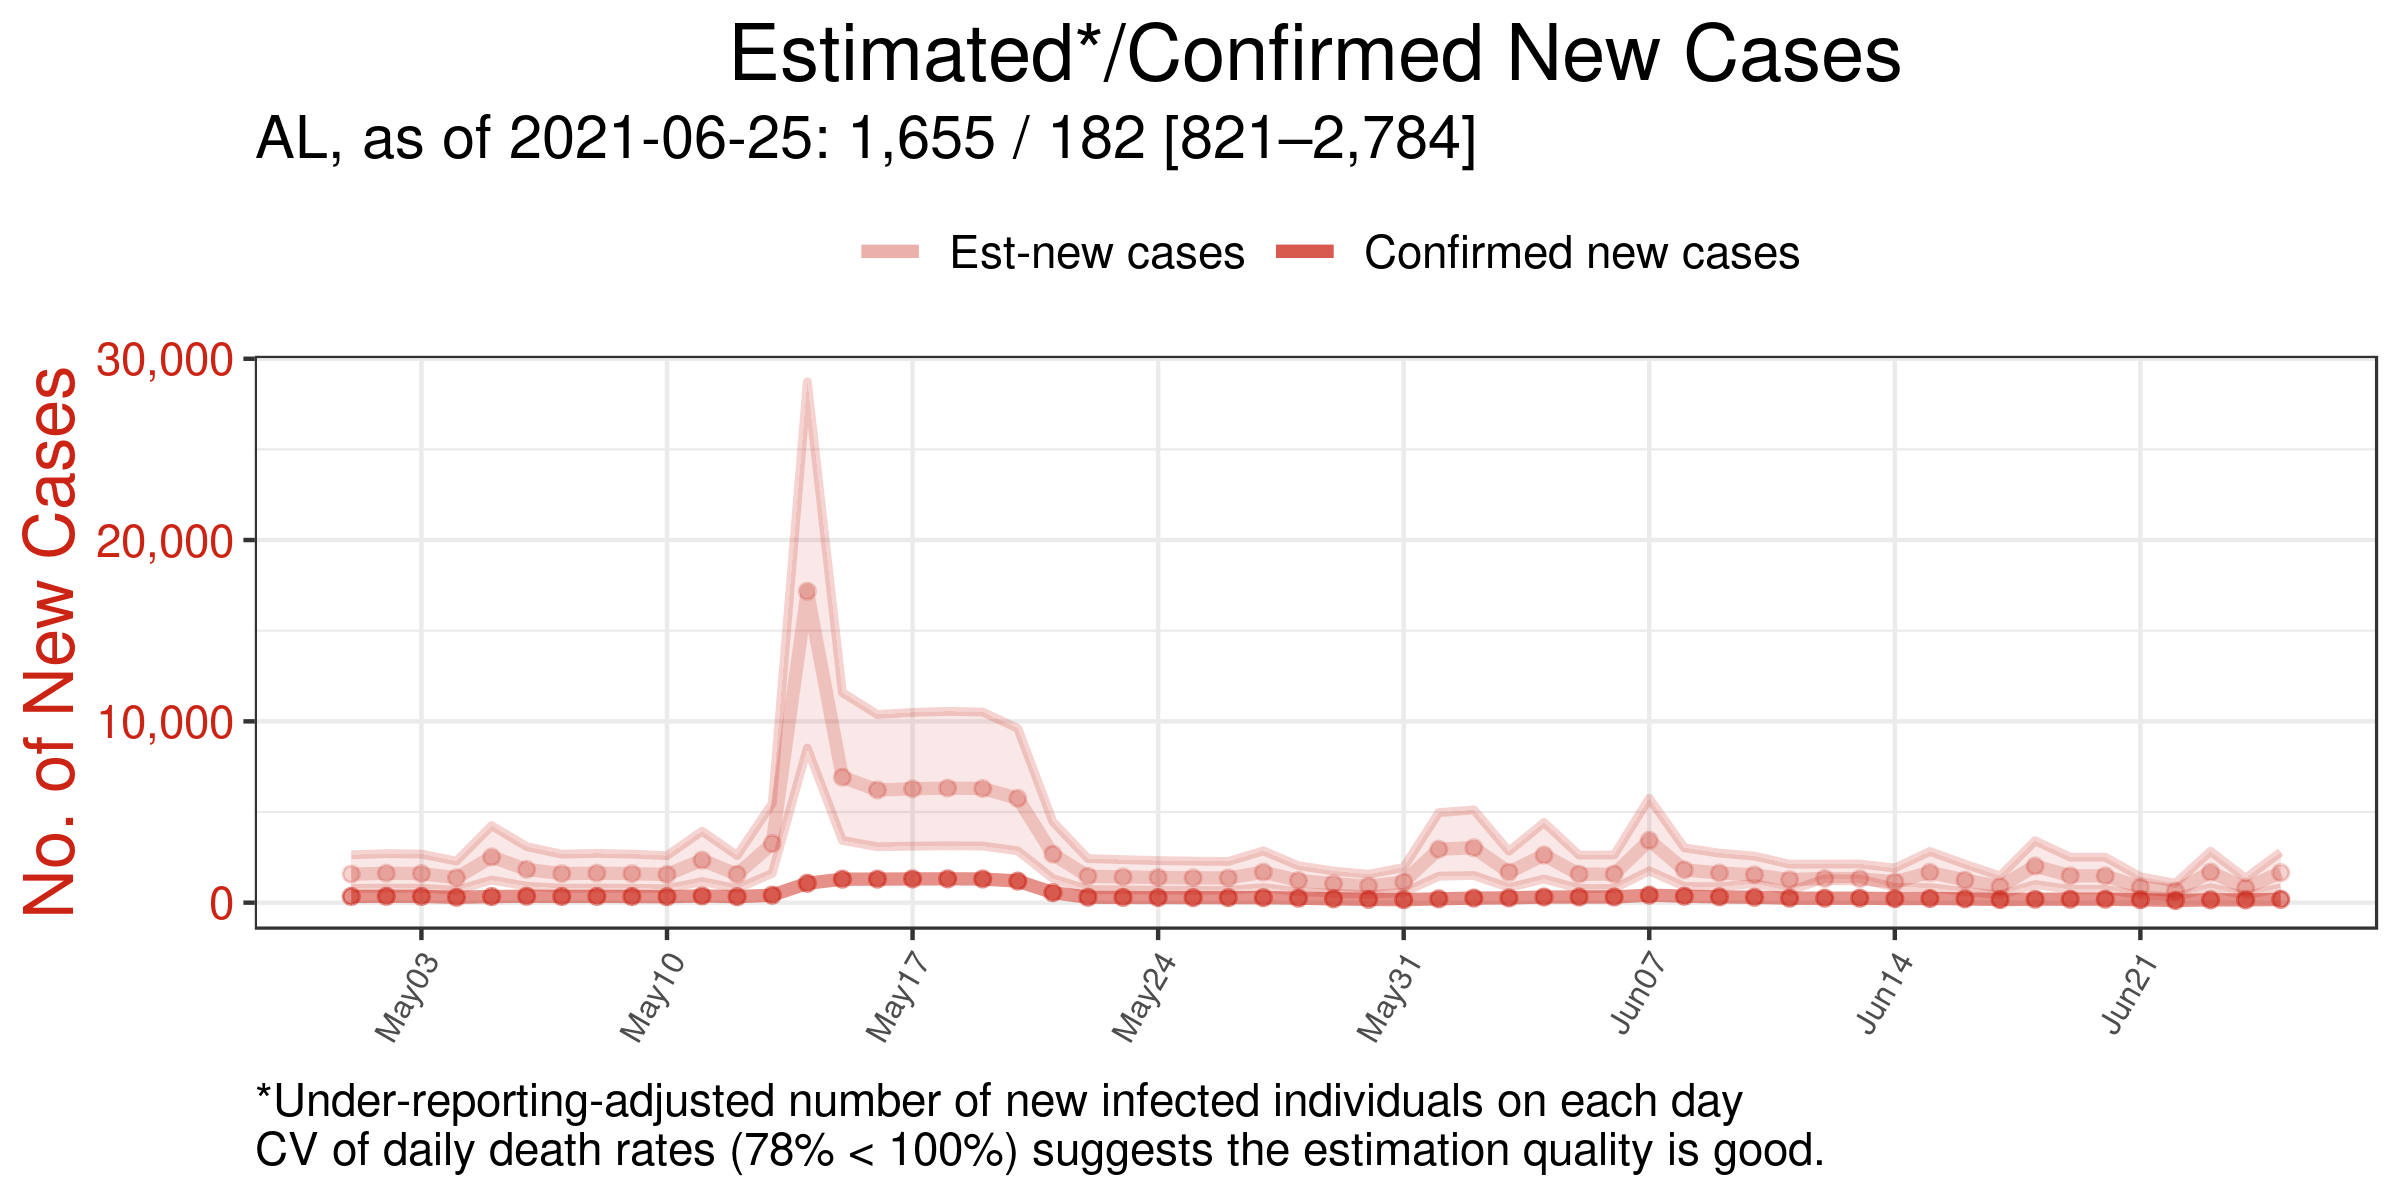 Estimated*/Confirmed New Cases
AL, as of 2021-06-25: 1,655 / 182 [821–2,784]
Est-new cases Confirmed new cases
No. of New Cases
30,000
20,000
10,000
0
May03 May10 May17 May24 May31 Jun07 Jun14 Jun21
*Under-reporting-adjusted number of new infected individuals on each day
CV of daily death rates (78% < 100%) suggests the estimation quality is good.